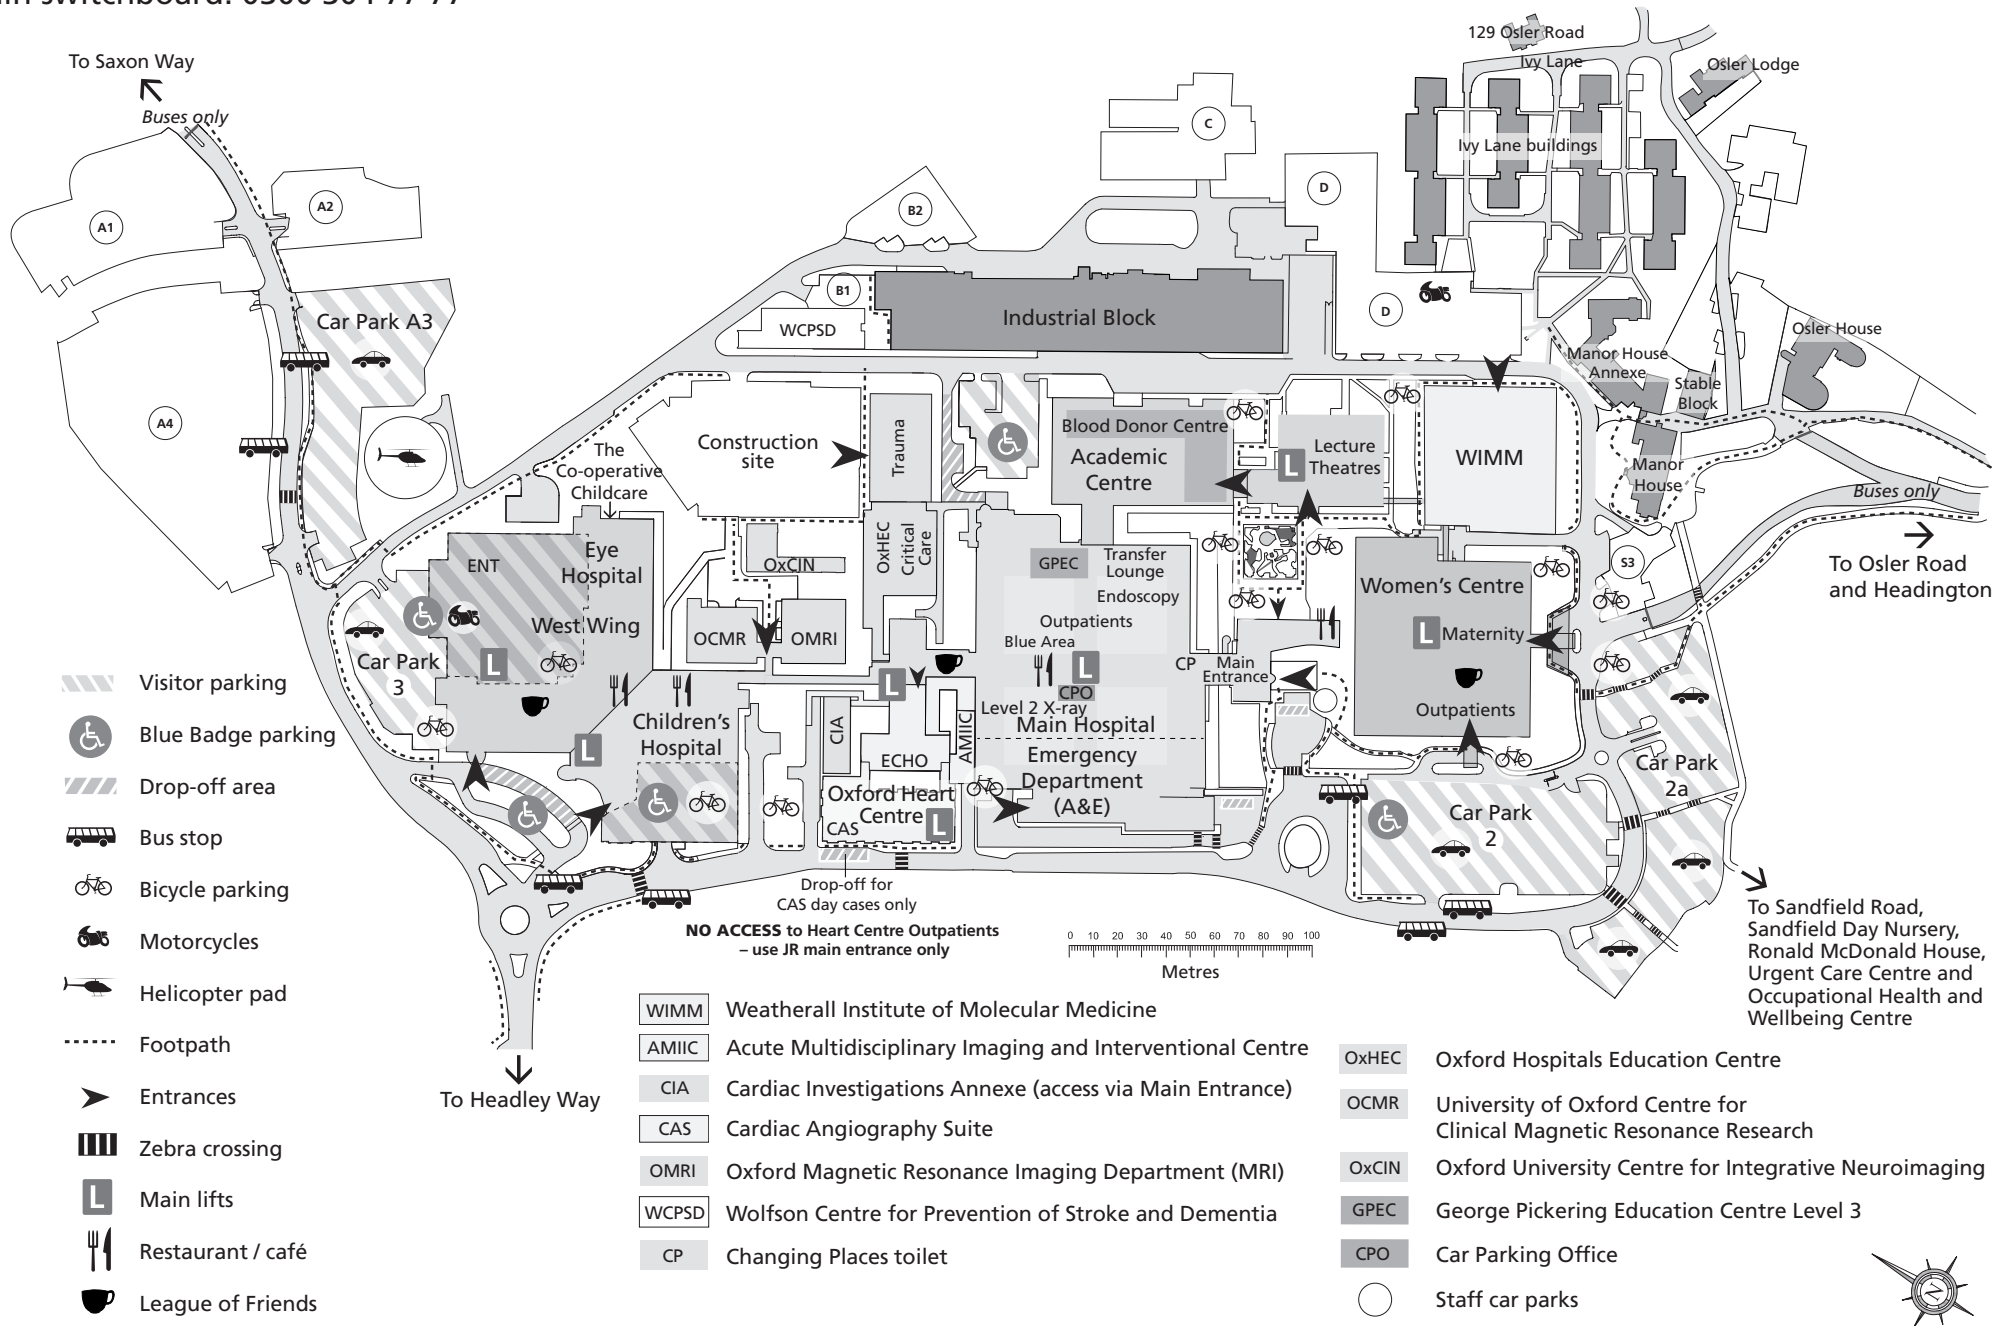 To Saxon Way
Buses only
A1
A2
Car Park A3
A4
B2
B1
C
D
D
WCPSD
Industrial Block
129 Osler Road
Ivy Lane
Osler Lodge
Ivy Lane buildings
Osler House
Manor House
Annexe
Stable
Block
Manor
House
Buses only
To Osler Road
and Headington
S3
The
Co-operative
Childcare
Construction
site
Trauma
Blood Donor Centre
Academic
Centre
L
Lecture
Theatres
WIMM
ENT
Eye
Hospital
West Wing
L
Car Park
3
OxCIN
OCMR
OMRI
OxHEC
Critical
Care
GPEC
Transfer
Lounge
Endoscopy
Outpatients
Blue Area
L
CPO
Level 2 X-ray
Main Hospital
Emergency
Department
(A&E)
CP
Main
Entrance
Women's Centre
L
Maternity
Outpatients
Children's
Hospital
L
L
CIA
ECHO
AMIIC
Oxford Heart
Centre
CAS
L
Car Park
2
Car Park
2a
Drop-off for
CAS day cases only
NO ACCESS to Heart Centre Outpatients
– use JR main entrance only
0 10 20 30 40 50 60 70 80 90 100
Metres
To Sandfield Road,
Sandfield Day Nursery,
Ronald McDonald House,
Urgent Care Centre and
Occupational Health and
Wellbeing Centre
To Headley Way
Visitor parking
Blue Badge parking
Drop-off area
Bus stop
Bicycle parking
Motorcycles
Helicopter pad
Footpath
Entrances
Zebra crossing
L Main lifts
Restaurant / café
League of Friends
WIMM Weatherall Institute of Molecular Medicine
AMIIC Acute Multidisciplinary Imaging and Interventional Centre
CIA Cardiac Investigations Annexe (access via Main Entrance)
CAS Cardiac Angiography Suite
OMRI Oxford Magnetic Resonance Imaging Department (MRI)
WCPSD Wolfson Centre for Prevention of Stroke and Dementia
CP Changing Places toilet
OxHEC Oxford Hospitals Education Centre
OCMR University of Oxford Centre for
Clinical Magnetic Resonance Research
OxCIN Oxford University Centre for Integrative Neuroimaging
GPEC George Pickering Education Centre Level 3
CPO Car Parking Office
Staff car parks
N